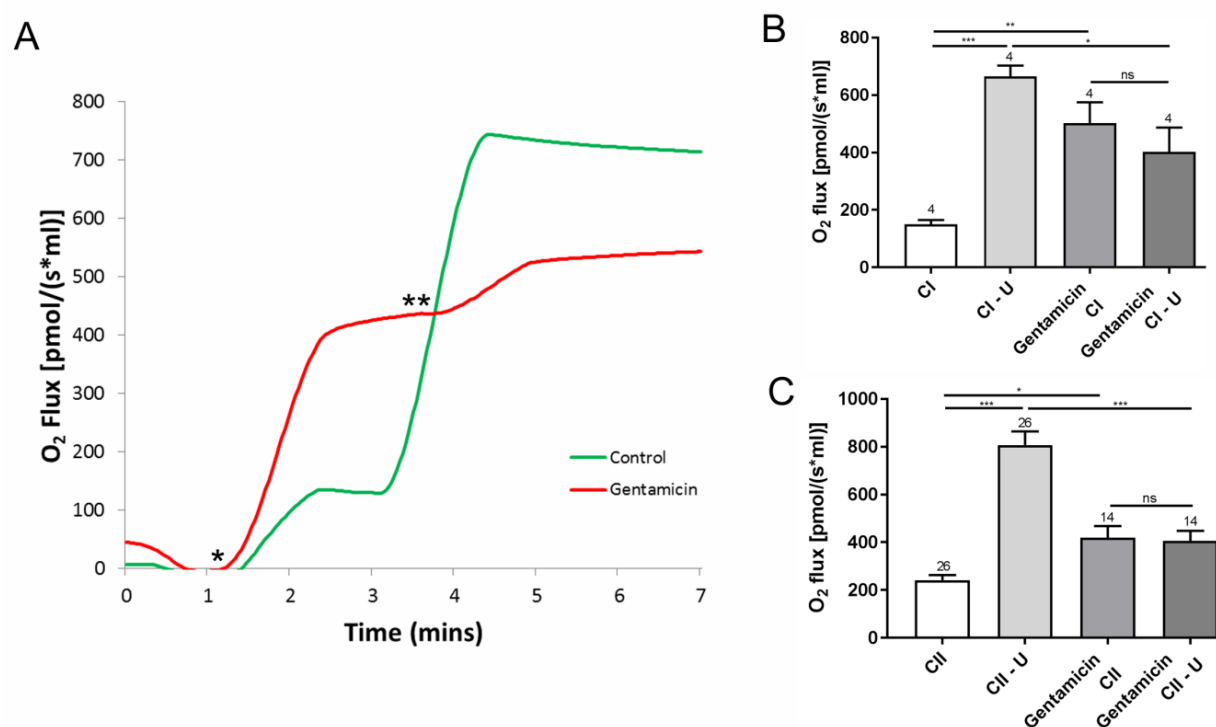 A
O₂ Flux [pmol/(s*ml)]
800
700
600
500
400
300
200
100
0
*
**
Control
Gentamicin
0 1 2 3 4 5 6 7
Time (mins)
B
O₂ flux [pmol/(s*ml)]
800
600
400
200
0
**
*** *
ns
4 4 4 4
CI
CI - U
Gentamicin
CI
Gentamicin
CI - U
C
O₂ flux [pmol/(s*ml)]
1000
800
600
400
200
0
*
*** ***
ns
26 26 14 14
CII
CII - U
Gentamicin
CII
Gentamicin
CII - U